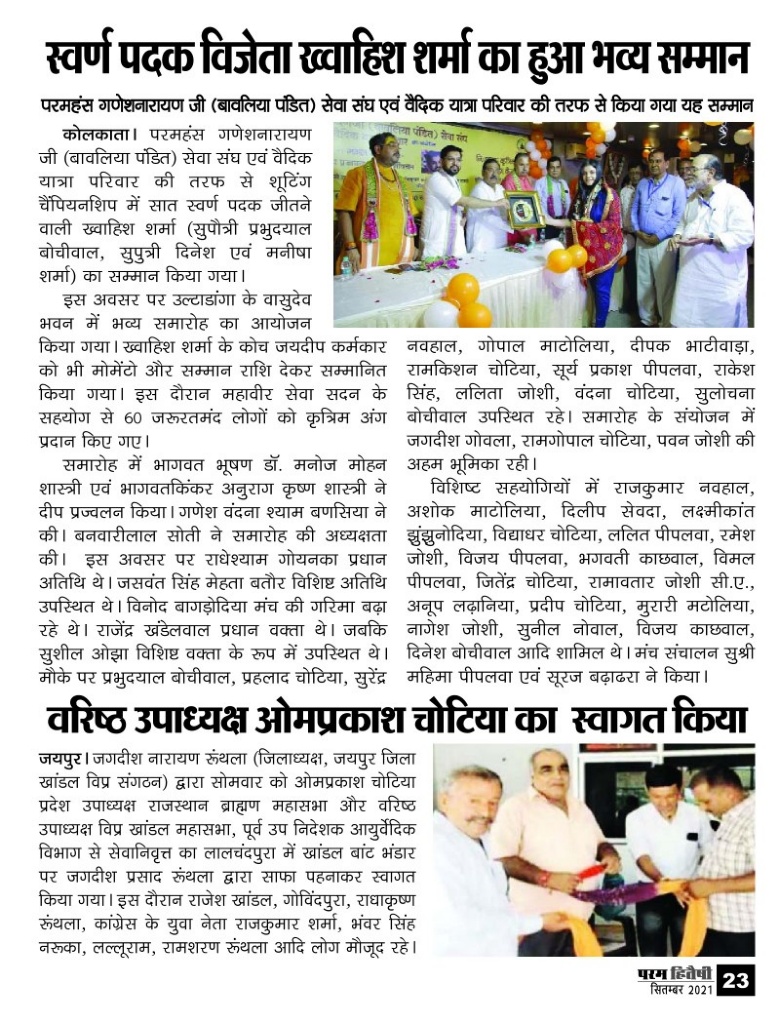 स्वर्ण पदक विजेता ख्वाहिश शर्मा का हुआ भव्य सम्मान
परमहंस गणेशनारायण जी (बावलिया पंडित) सेवा संघ एवं वैदिक यात्रा परिवार की तरफ से किया गया यह सम्मान
कोलकाता। परमहंस गणेशनारायण
जी (बावलिया पंडित) सेवा संघ एवं वैदिक
यात्रा परिवार की तरफ से शूटिंग
चैंपियनशिप में सात स्वर्ण पदक जीतने
वाली ख्वाहिश शर्मा (सुपौत्री प्रभुदयाल
बोचीवाल, सुपुत्री दिनेश एवं मनीषा
शर्मा) का सम्मान किया गया।
इस अवसर पर उल्टाडांगा के वासुदेव
भवन में भव्य समारोह का आयोजन
किया गया। ख्वाहिश शर्मा के कोच जयदीप कर्मकार
को भी मोमेंटो और सम्मान राशि देकर सम्मानित
किया गया। इस दौरान महावीर सेवा सदन के
सहयोग से 60 जरूरतमंद लोगों को कृत्रिम अंग
प्रदान किए गए।
समारोह में भागवत भूषण डॉ. मनोज मोहन
शास्त्री एवं भागवतकिंकर अनुराग कृष्ण शास्त्री ने
दीप प्रज्वलन किया। गणेश वंदना श्याम बणसिया ने
की। बनवारीलाल सोती ने समारोह की अध्यक्षता
की। इस अवसर पर राधेश्याम गोयनका प्रधान
अतिथि थे। जसवंत सिंह मेहता बतौर विशिष्ट अतिथि
उपस्थित थे। विनोद बागड़ोदिया मंच की गरिमा बढ़ा
रहे थे। राजेंद्र खंडेलवाल प्रधान वक्ता थे। जबकि
सुशील ओझा विशिष्ट वक्ता के रूप में उपस्थित थे।
मौके पर प्रभुदयाल बोचीवाल, प्रहलाद चोटिया, सुरेंद्र
नवहाल, गोपाल माटोलिया, दीपक भाटीवाड़ा,
रामकिशन चोटिया, सूर्य प्रकाश पीपलवा, राकेश
सिंह, ललिता जोशी, वंदना चोटिया, सुलोचना
बोचीवाल उपस्थित रहे। समारोह के संयोजन में
जगदीश गोवला, रामगोपाल चोटिया, पवन जोशी की
अहम भूमिका रही।
विशिष्ट सहयोगियों में राजकुमार नवहाल,
अशोक माटोलिया, दिलीप सेवदा, लक्ष्मीकांत
झुंझुनोदिया, विद्याधर चोटिया, ललित पीपलवा, रमेश
जोशी, विजय पीपलवा, भगवती काछवाल, विमल
पीपलवा, जितेंद्र चोटिया, रामावतार जोशी सी.ए.,
अनूप लढ़ानिया, प्रदीप चोटिया, मुरारी मटोलिया,
नागेश जोशी, सुनील नोवाल, विजय काछवाल,
दिनेश बोचीवाल आदि शामिल थे। मंच संचालन सुश्री
महिमा पीपलवा एवं सूरज बढ़ाढरा ने किया।
वरिष्ठ उपाध्यक्ष ओमप्रकाश चोटिया का स्वागत किया
जयपुर। जगदीश नारायण रूंथला (जिलाध्यक्ष, जयपुर जिला
खांडल विप्र संगठन) द्वारा सोमवार को ओमप्रकाश चोटिया
प्रदेश उपाध्यक्ष राजस्थान ब्राह्मण महासभा और वरिष्ठ
उपाध्यक्ष विप्र खांडल महासभा, पूर्व उप निदेशक आयुर्वेदिक
विभाग से सेवानिवृत्त का लालचंदपुरा में खांडल बांट भंडार
पर जगदीश प्रसाद रूंथला द्वारा साफा पहनाकर स्वागत
किया गया। इस दौरान राजेश खांडल, गोविंदपुरा, राधाकृष्ण
रूंथला, कांग्रेस के युवा नेता राजकुमार शर्मा, भंवर सिंह
नरूका, लल्लूराम, रामशरण रूंथला आदि लोग मौजूद रहे।
परम हितैषी
सितम्बर 2021 23